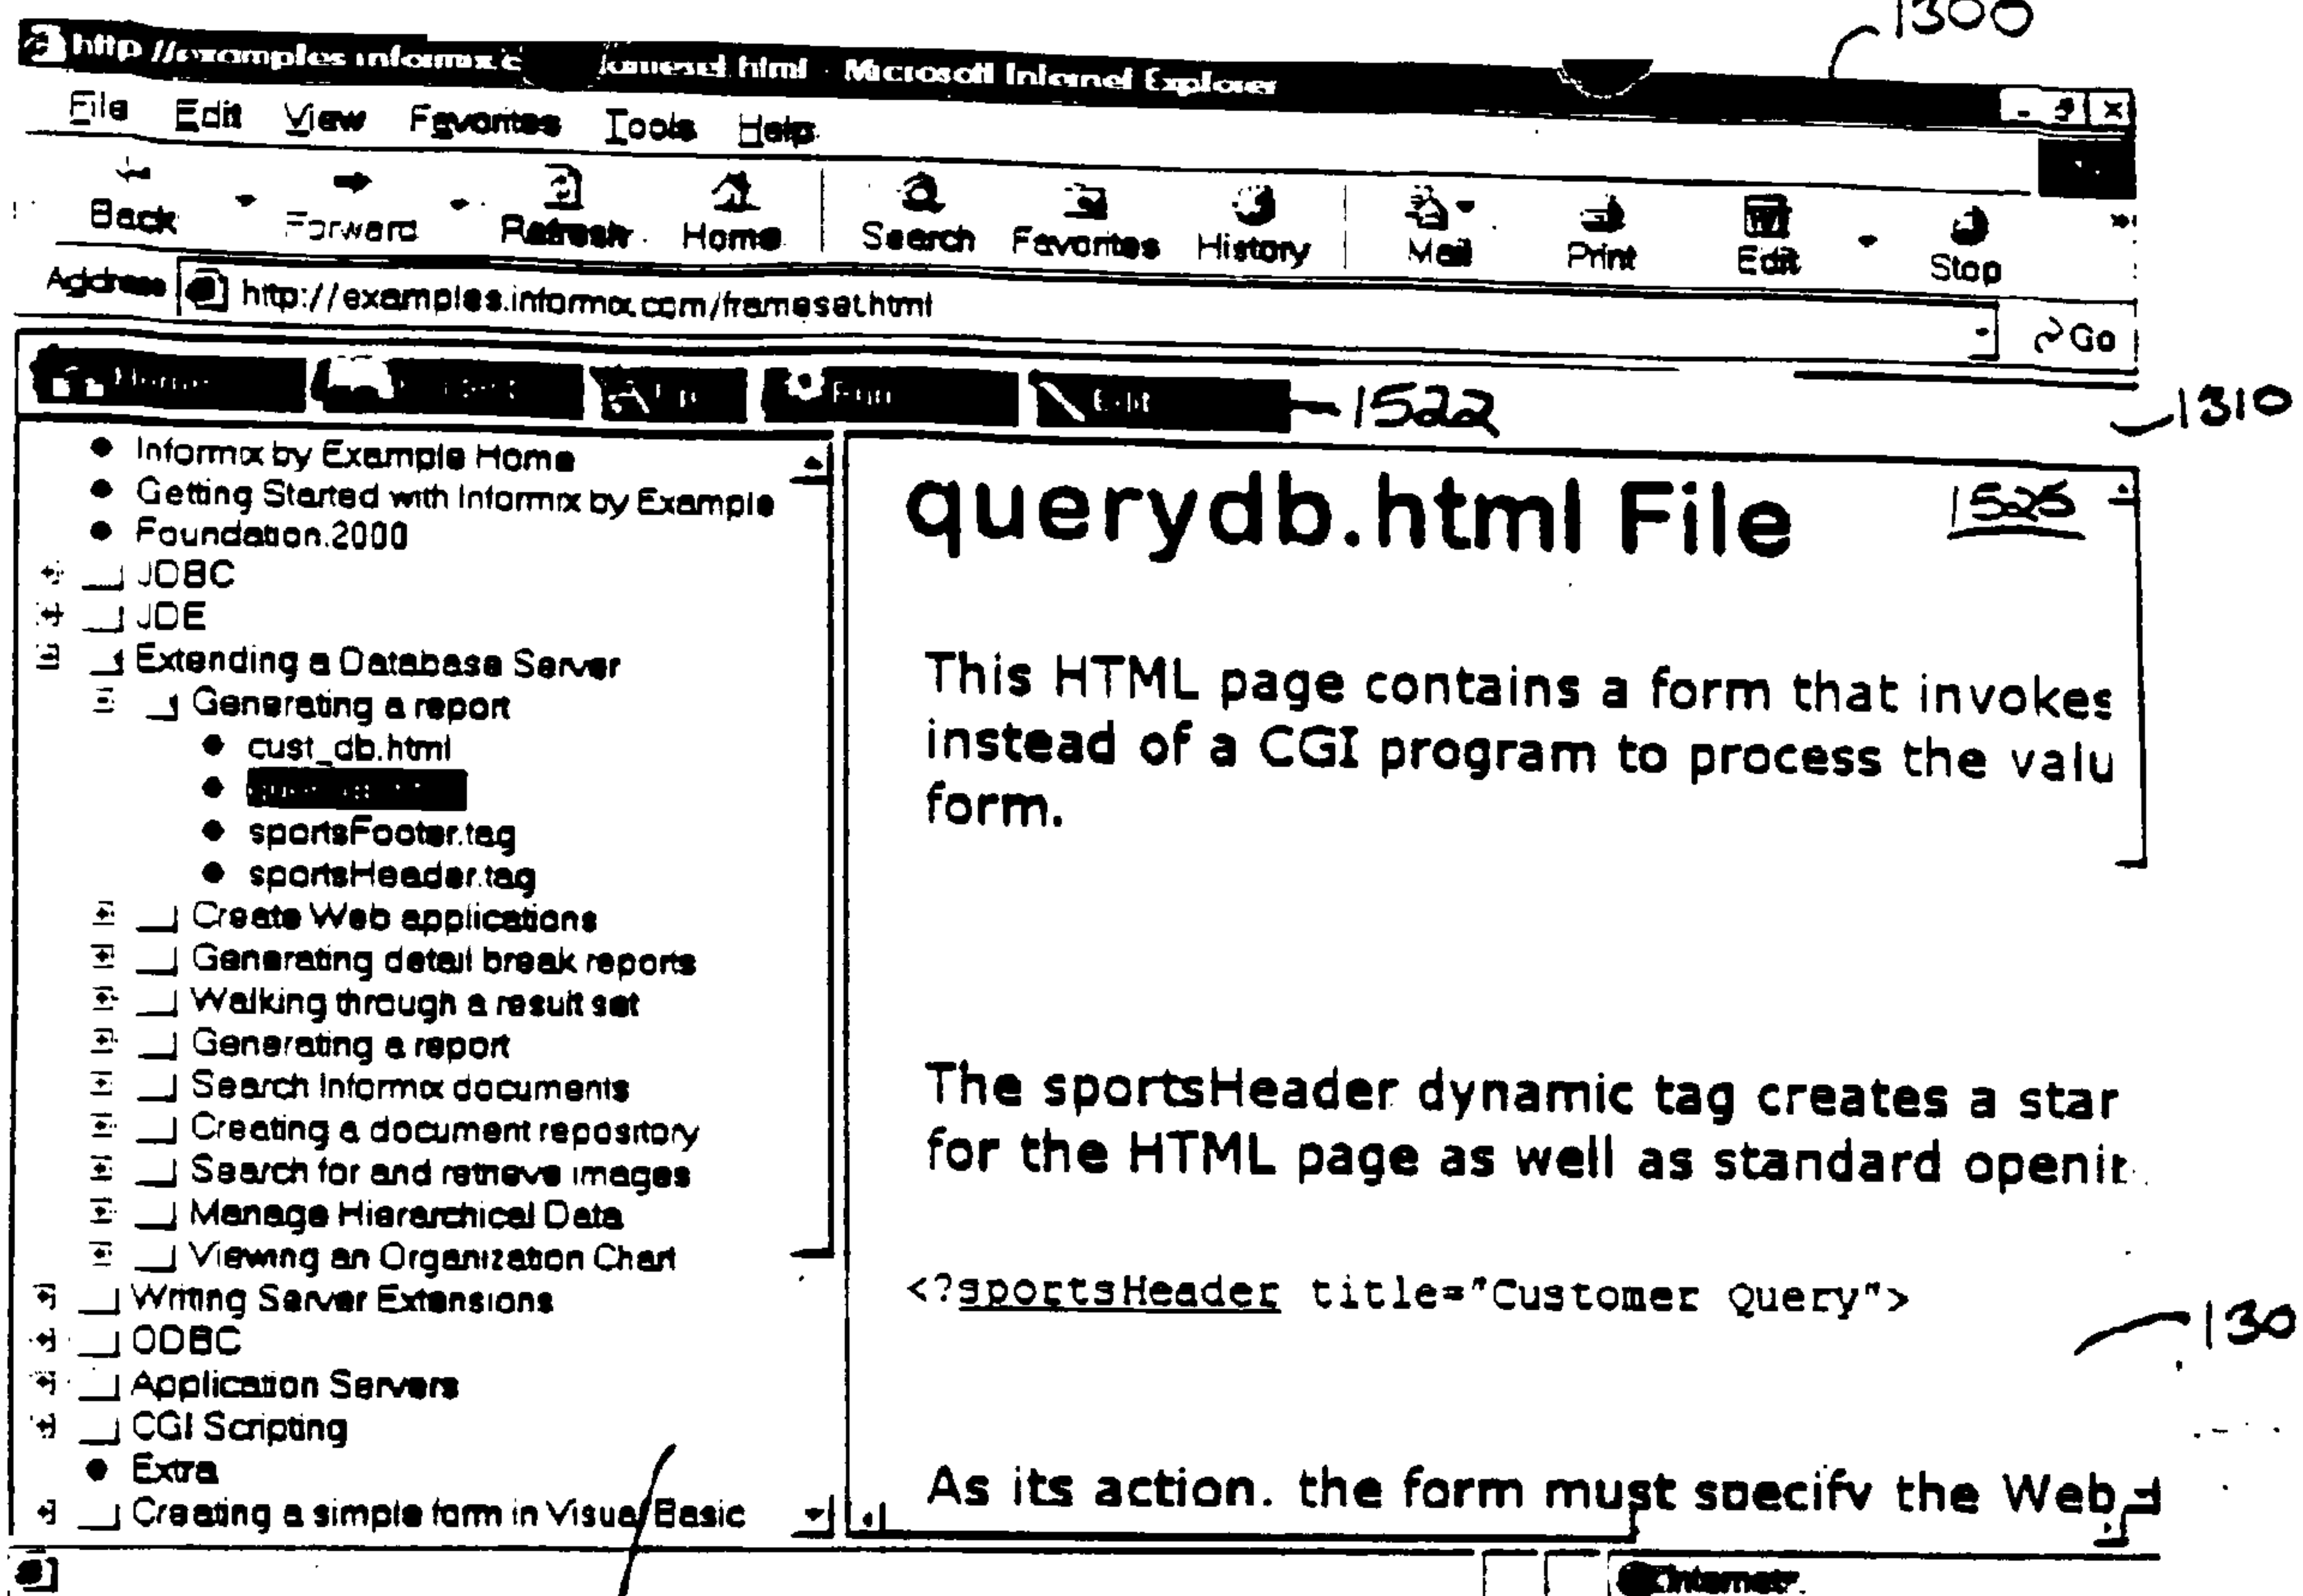 1300
http //examples informix c ameset.html - Microsoft Internet Explorer
File Edit View Favorites Tools Help
Back Forward Refresh Home Search Favorites History Mail Print Edit Stop
Address http://examples.informix.com/frameset.html Go
Home Edit 1522
1310
Informix by Example Home
Getting Started with Informix by Example
Foundation.2000
JDBC
JDE
Extending a Database Server
Generating a report
cust_db.html
sportsFooter.tag
sportsHeader.tag
Create Web applications
Generating detail break reports
Walking through a result set
Generating a report
Search Informix documents
Creating a document repository
Search for and retrieve images
Manage Hierarchical Data
Viewing an Organization Chart
Writing Server Extensions
ODBC
Application Servers
CGI Scripting
Extra
Creating a simple form in Visual Basic
querydb.html File
1525
This HTML page contains a form that invokes
instead of a CGI program to process the valu
form.
The sportsHeader dynamic tag creates a star
for the HTML page as well as standard openir
<?sportsHeader title="Customer Query">
130
As its action, the form must specify the Web
Internet